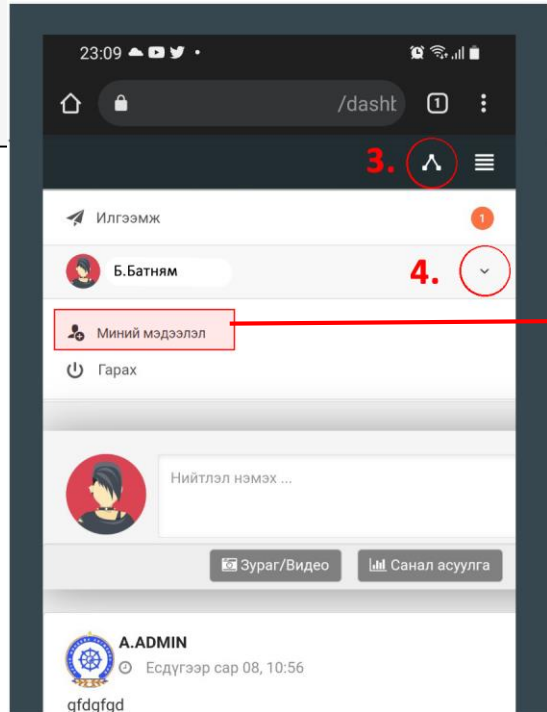 23:09
/dashb 1
3.
Илгээмж 1
Б.Батням 4.
Миний мэдээлэл
Гарах
Нийтлэл нэмэх ...
Зураг/Видео Санал асуулга
A.ADMIN
Есдүгээр сар 08, 10:56
gfdgfgd